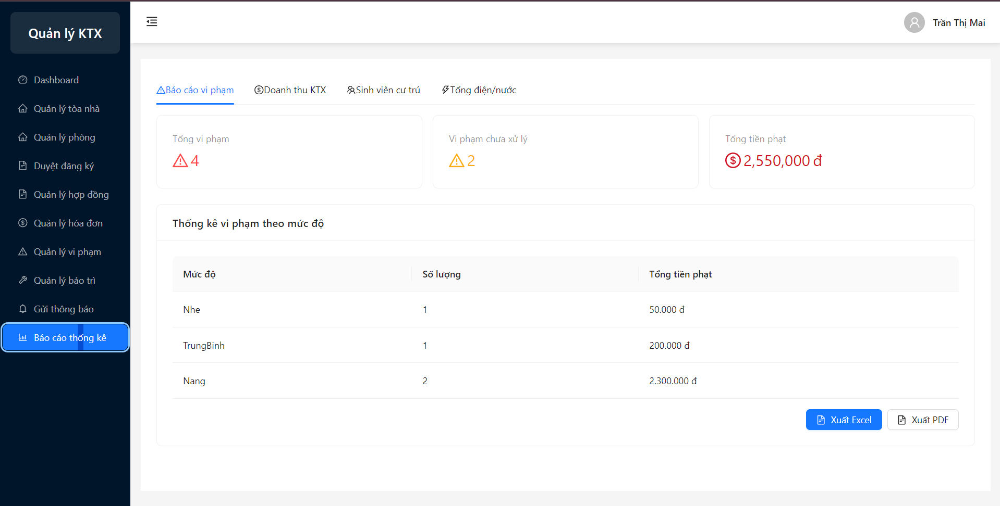 Quản lý KTX
Trần Thị Mai
Dashboard
Quản lý tòa nhà
Quản lý phòng
Duyệt đăng ký
Quản lý hợp đồng
Quản lý hóa đơn
Quản lý vi phạm
Quản lý bảo trì
Gửi thông báo
Báo cáo thống kê
Báo cáo vi phạm
Doanh thu KTX
Sinh viên cư trú
Tổng điện/nước
Tổng vi phạm
4
Vi phạm chưa xử lý
2
Tổng tiền phạt
2,550,000 đ
Thống kê vi phạm theo mức độ
Mức độ Số lượng Tổng tiền phạt
Nhe 1 50.000 đ
TrungBinh 1 200.000 đ
Nang 2 2.300.000 đ
Xuất Excel
Xuất PDF